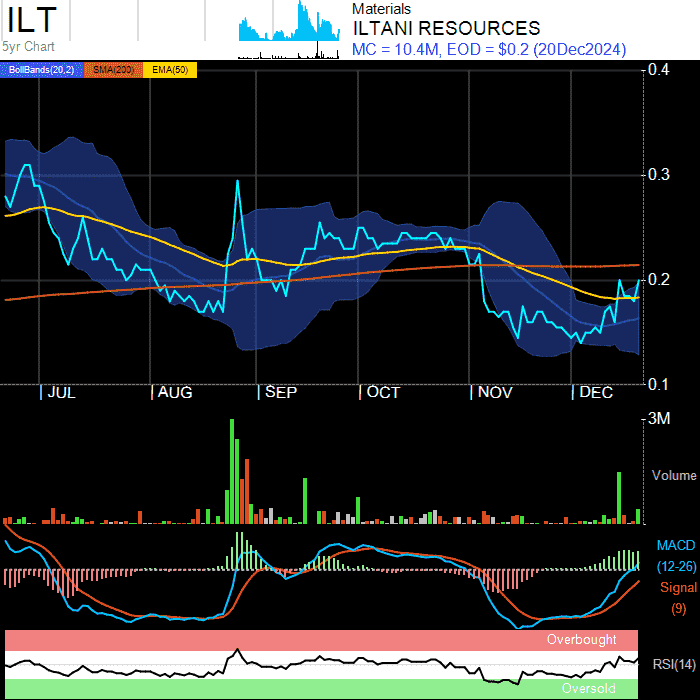 ILT
5yr Chart
Materials
ILTANI RESOURCES
MC = 10.4M, EOD = $0.2 (20Dec2024)
BollBands(20,2) SMA(200) EMA(50)
0.4
0.3
0.2
0.1
JUL AUG SEP OCT NOV DEC
3M
Volume
MACD
(12-26)
Signal
(9)
Overbought
RSI(14)
Oversold